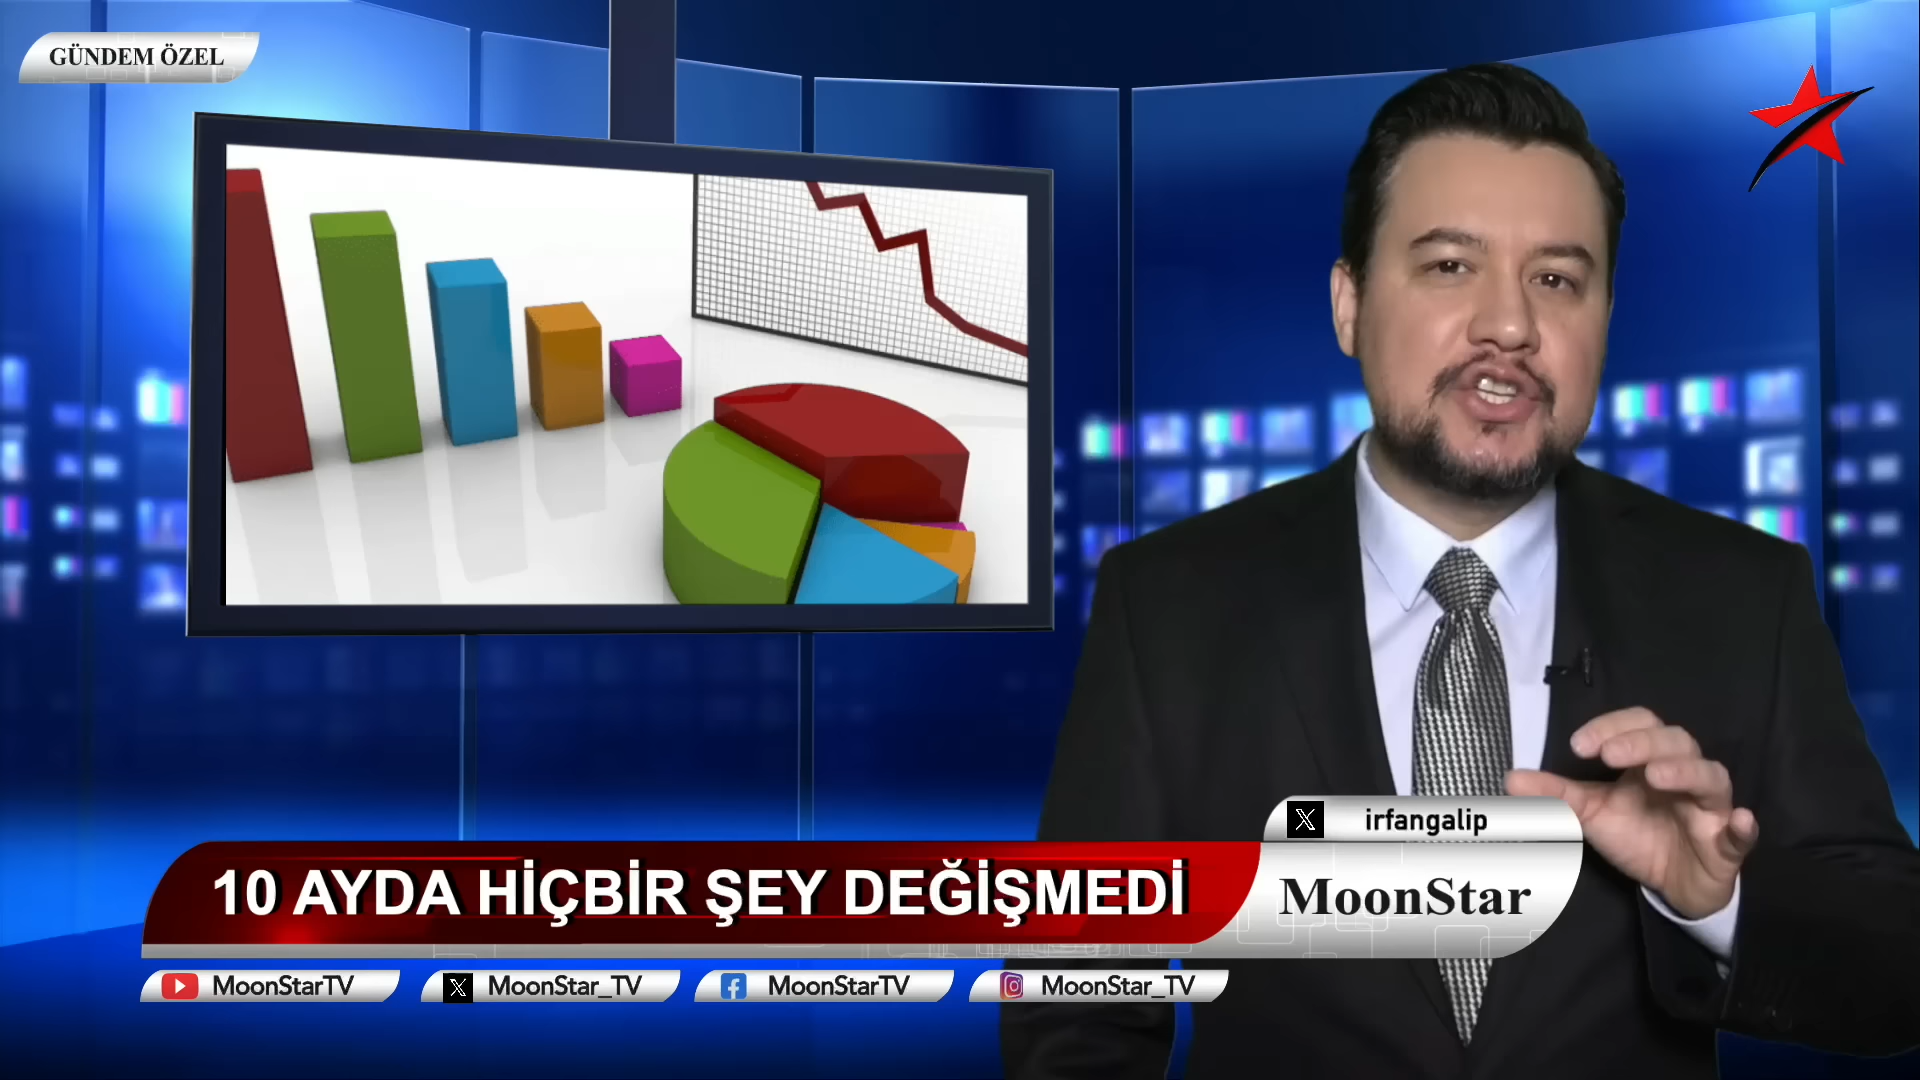 GÜNDEM ÖZEL
irfangalip
10 AYDA HİÇBİR ŞEY DEĞİŞMEDİ
MoonStar
MoonStarTV
MoonStar_TV
MoonStarTV
MoonStar_TV